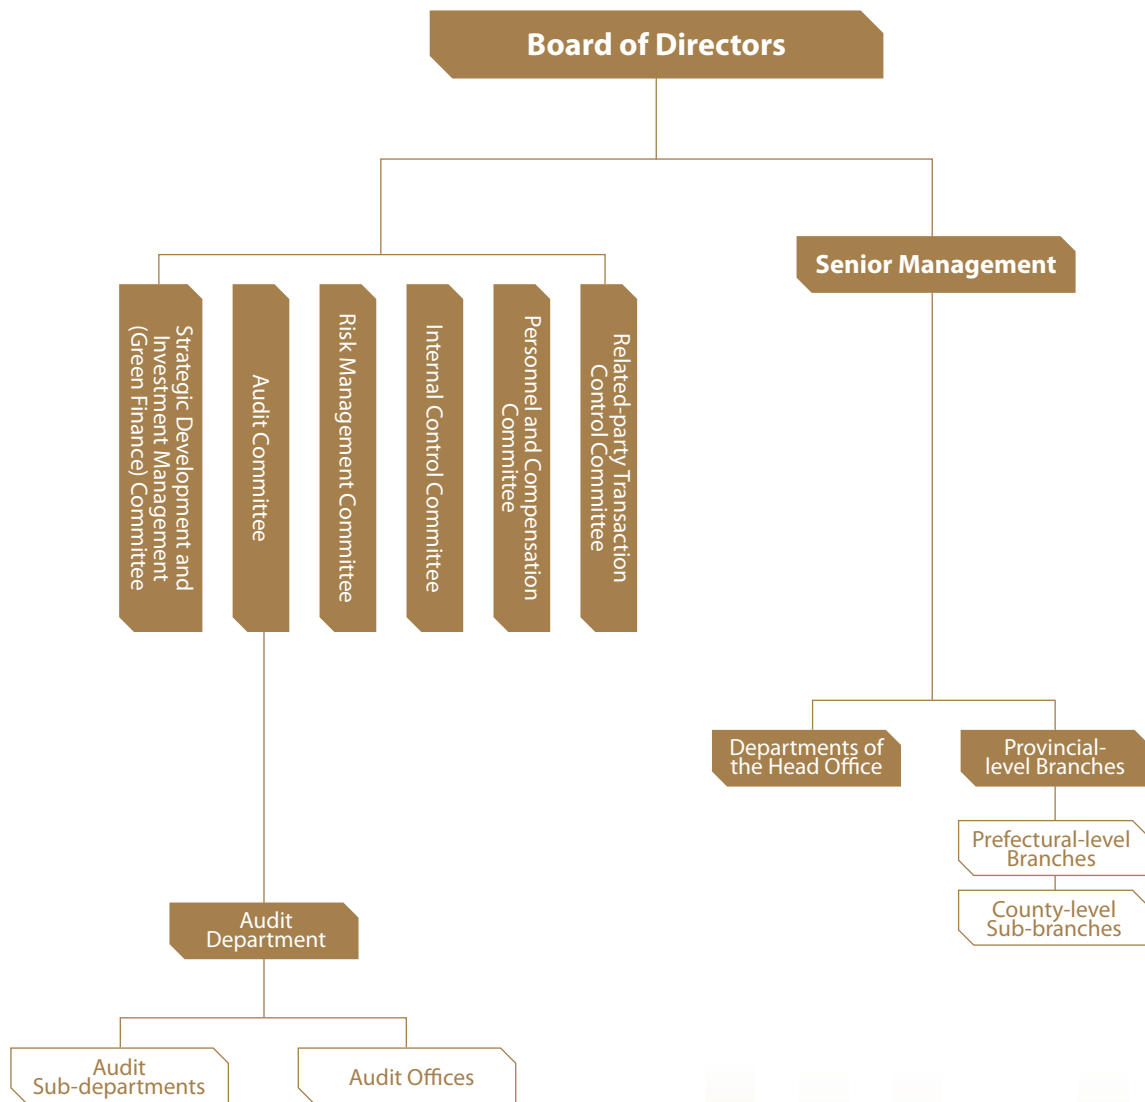 Board of Directors
Senior Management
Strategic Development and
Investment Management
(Green Finance) Committee
Audit Committee
Risk Management Committee
Internal Control Committee
Personnel and Compensation
Committee
Related-party Transaction
Control Committee
Departments of
the Head Office
Provincial-
level Branches
Prefectural-level
Branches
County-level
Sub-branches
Audit
Department
Audit
Sub-departments
Audit Offices